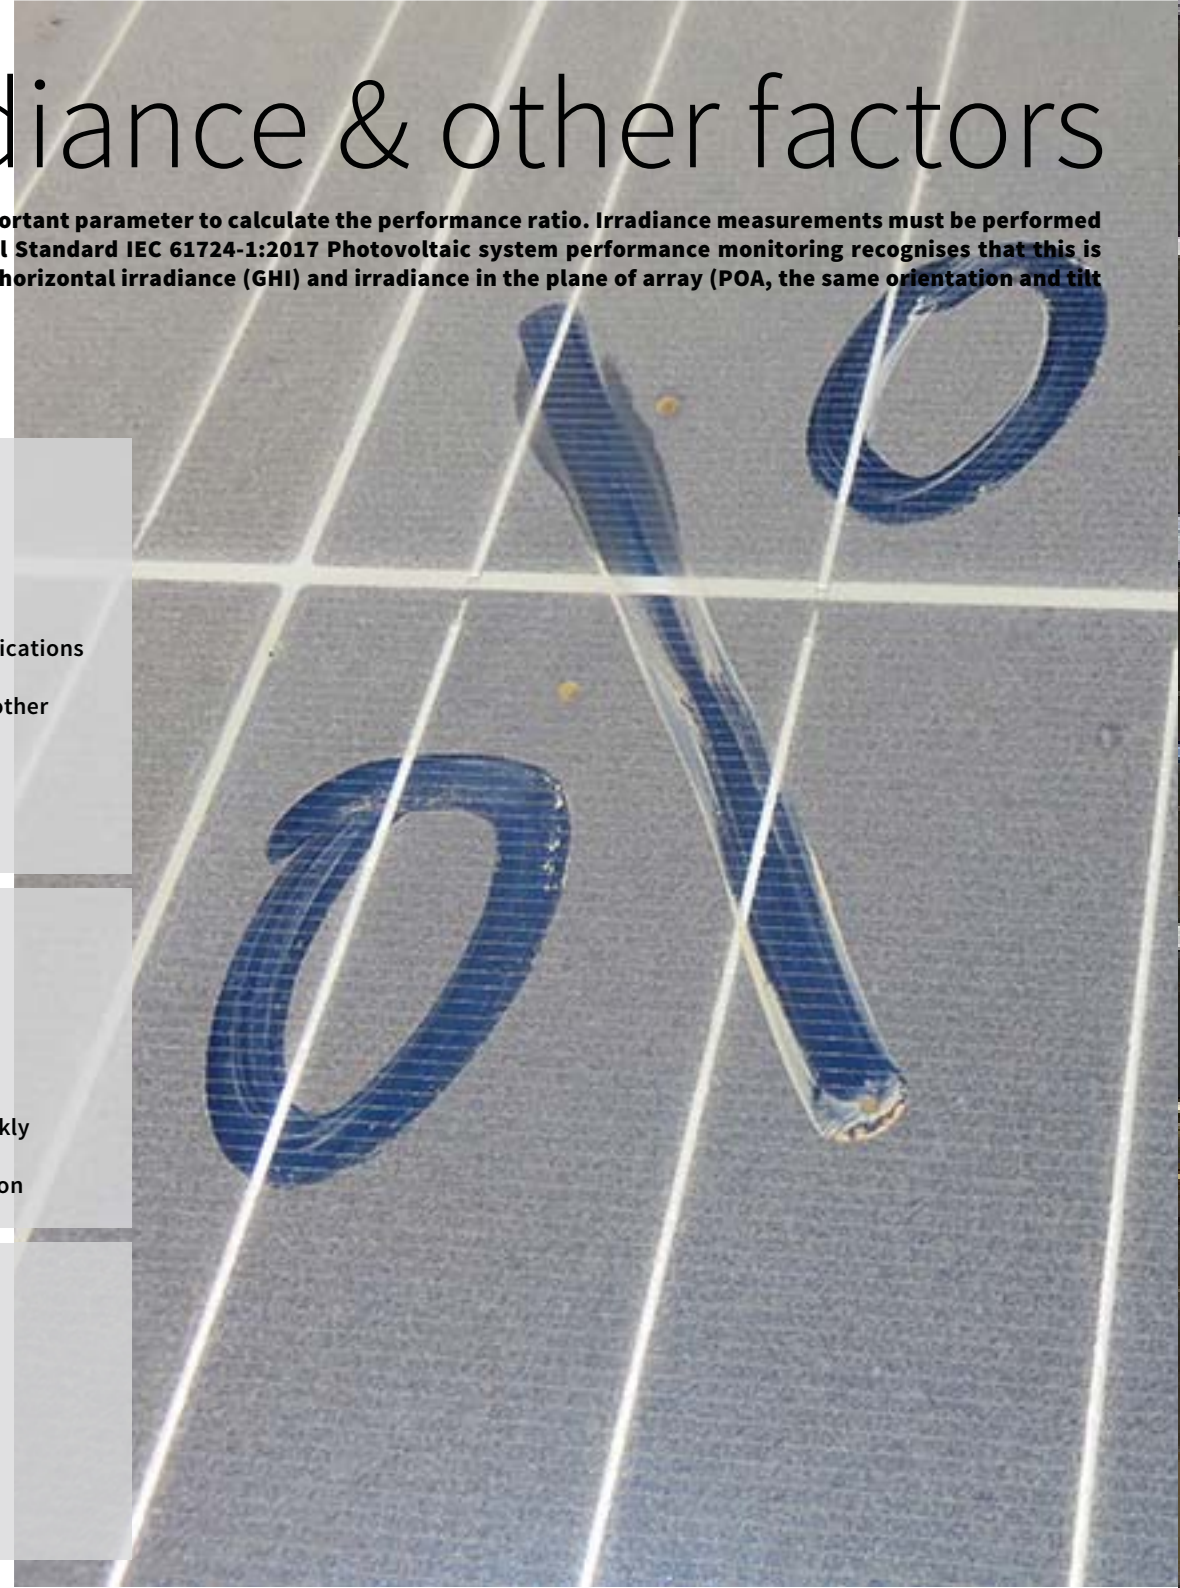 diance & other factors
ortant parameter to calculate the performance ratio. Irradiance measurements must be performed
l Standard IEC 61724-1:2017 Photovoltaic system performance monitoring recognises that this is
horizontal irradiance (GHI) and irradiance in the plane of array (POA, the same orientation and tilt
%
ications
other
kly
on